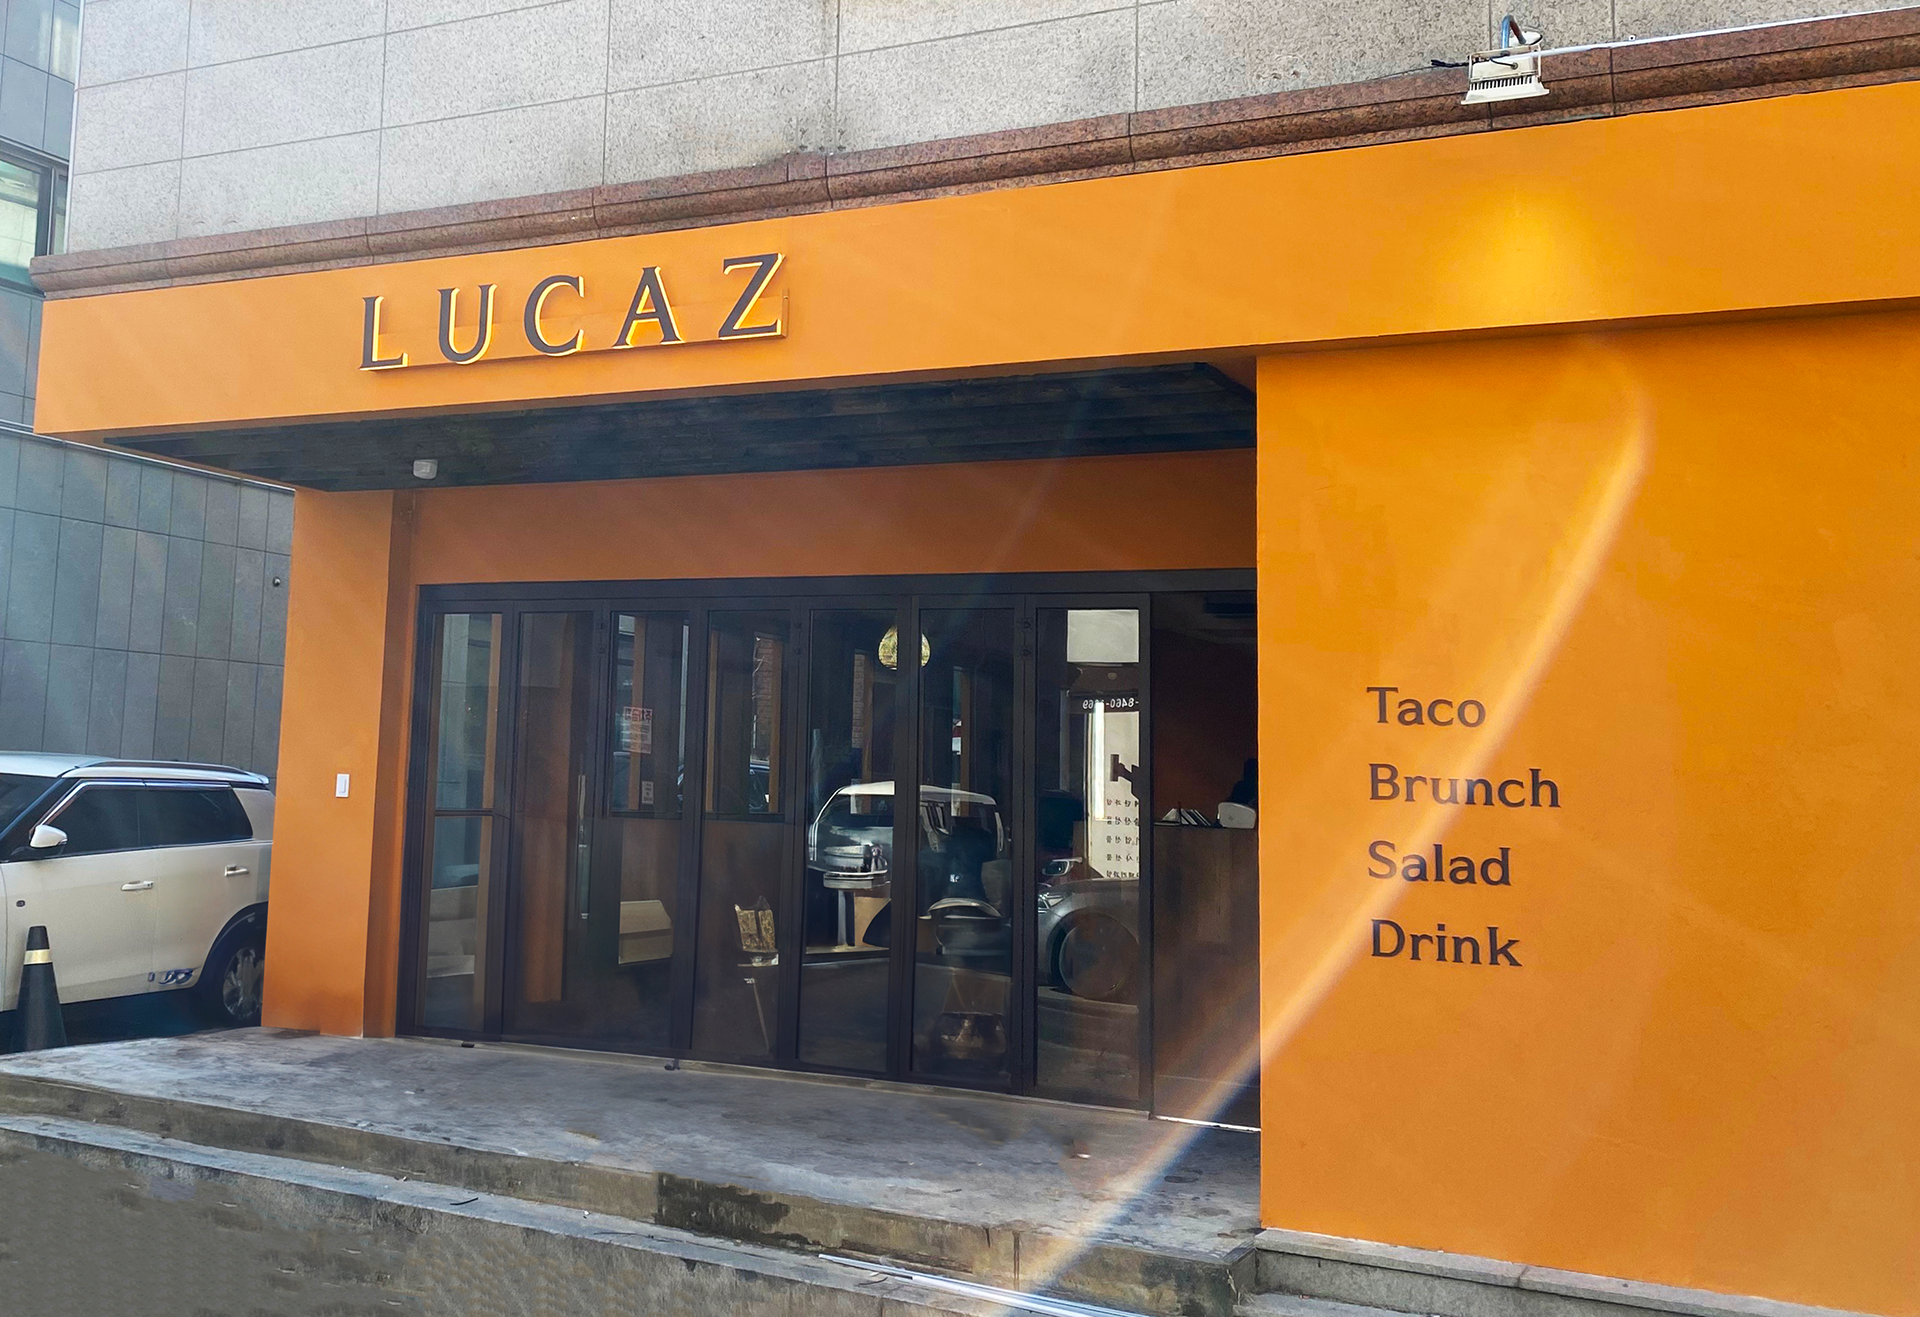 LUCAZ
Taco
Brunch
Salad
Drink